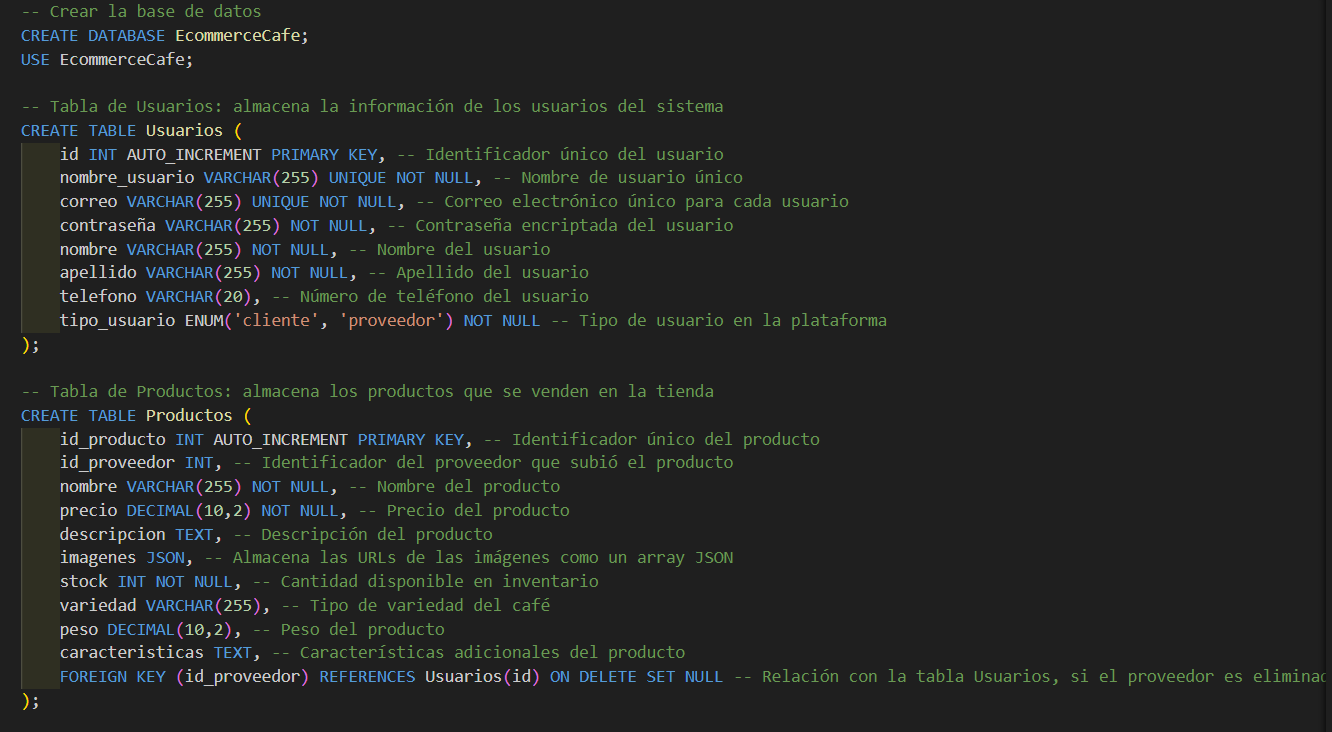 -- Crear la base de datos
CREATE DATABASE EcommerceCafe;
USE EcommerceCafe;
-- Tabla de Usuarios: almacena la información de los usuarios del sistema
CREATE TABLE Usuarios (
id INT AUTO_INCREMENT PRIMARY KEY, -- Identificador único del usuario
nombre_usuario VARCHAR(255) UNIQUE NOT NULL, -- Nombre de usuario único
correo VARCHAR(255) UNIQUE NOT NULL, -- Correo electrónico único para cada usuario
contraseña VARCHAR(255) NOT NULL, -- Contraseña encriptada del usuario
nombre VARCHAR(255) NOT NULL, -- Nombre del usuario
apellido VARCHAR(255) NOT NULL, -- Apellido del usuario
telefono VARCHAR(20), -- Número de teléfono del usuario
tipo_usuario ENUM('cliente', 'proveedor') NOT NULL -- Tipo de usuario en la plataforma
);
-- Tabla de Productos: almacena los productos que se venden en la tienda
CREATE TABLE Productos (
id_producto INT AUTO_INCREMENT PRIMARY KEY, -- Identificador único del producto
id_proveedor INT, -- Identificador del proveedor que subió el producto
nombre VARCHAR(255) NOT NULL, -- Nombre del producto
precio DECIMAL(10,2) NOT NULL, -- Precio del producto
descripcion TEXT, -- Descripción del producto
imagenes JSON, -- Almacena las URLs de las imágenes como un array JSON
stock INT NOT NULL, -- Cantidad disponible en inventario
variedad VARCHAR(255), -- Tipo de variedad del café
peso DECIMAL(10,2), -- Peso del producto
caracteristicas TEXT, -- Características adicionales del producto
FOREIGN KEY (id_proveedor) REFERENCES Usuarios(id) ON DELETE SET NULL -- Relación con la tabla Usuarios, si el proveedor es
);